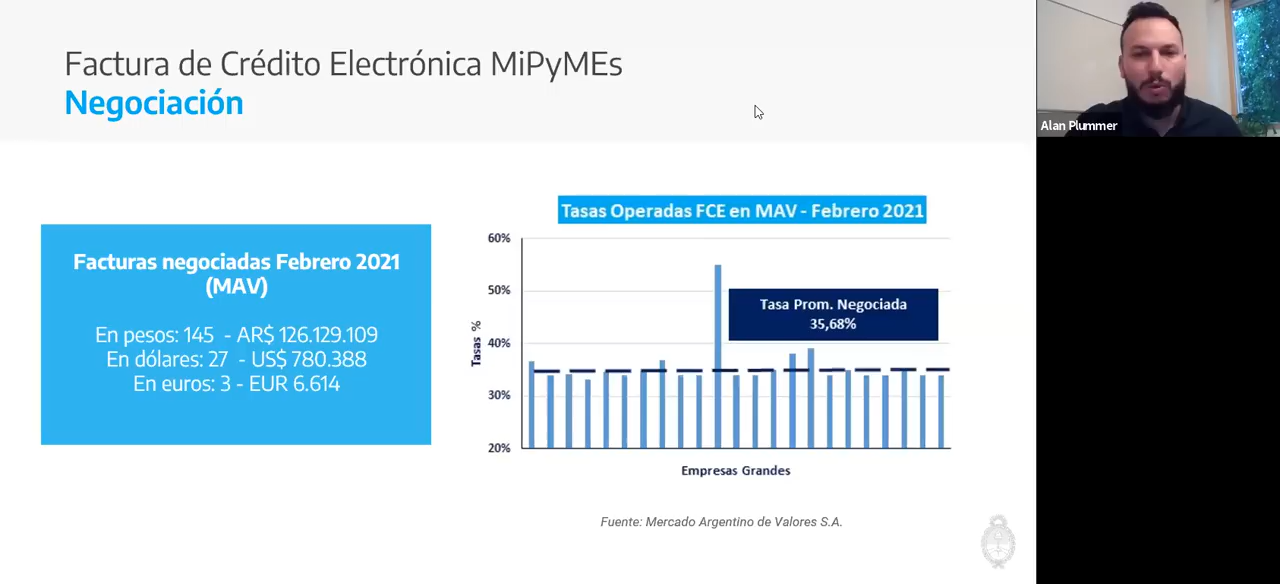 Factura de Crédito Electrónica MiPyMEs
Negociación
Alan Plummer
Facturas negociadas Febrero 2021
(MAV)
En pesos: 145 - AR$ 126.129.109
En dólares: 27 - US$ 780.388
En euros: 3 - EUR 6.614
Tasas Operadas FCE en MAV - Febrero 2021
60%
50%
40%
30%
20%
Tasas %
Tasa Prom. Negociada
35,68%
Empresas Grandes
Fuente: Mercado Argentino de Valores S.A.